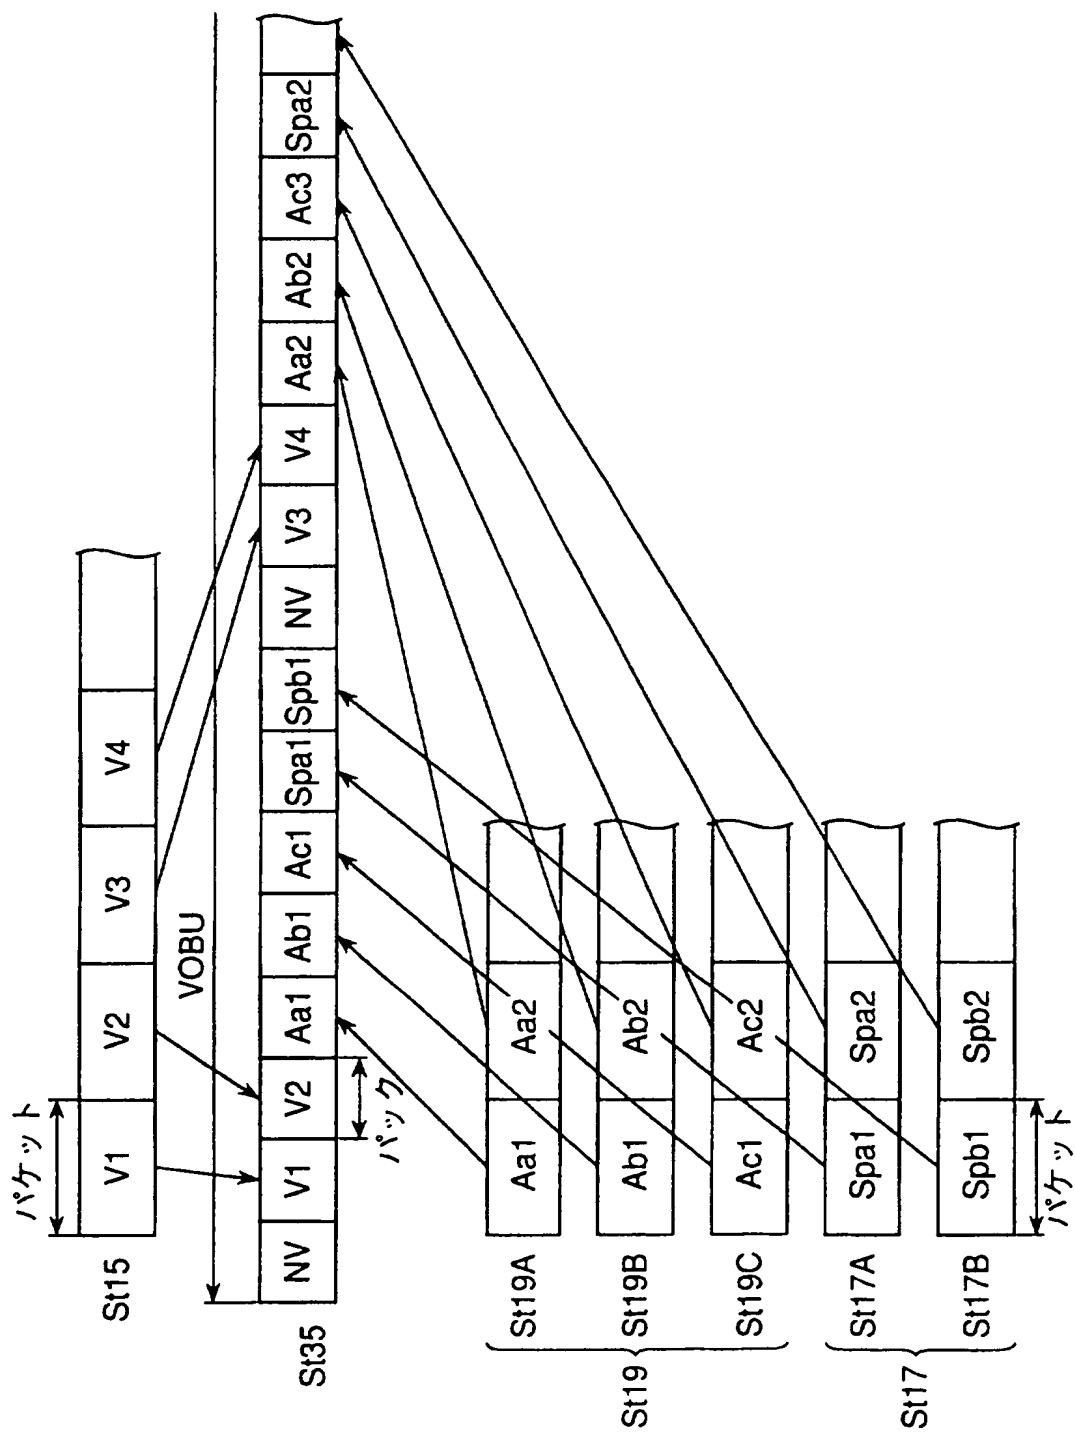 パケット
St15 V1 V2 V3 V4
VOBU
St35 NV V1 V2 Aa1 Ab1 Ac1 Spa1 Spb1 NV V3 V4 Aa2 Ab2 Ac3 Spa2
パック
St19
St19A Aa1 Aa2
St19B Ab1 Ab2
St19C Ac1 Ac2
St17
St17A Spa1 Spa2
St17B Spb1 Spb2
パケット